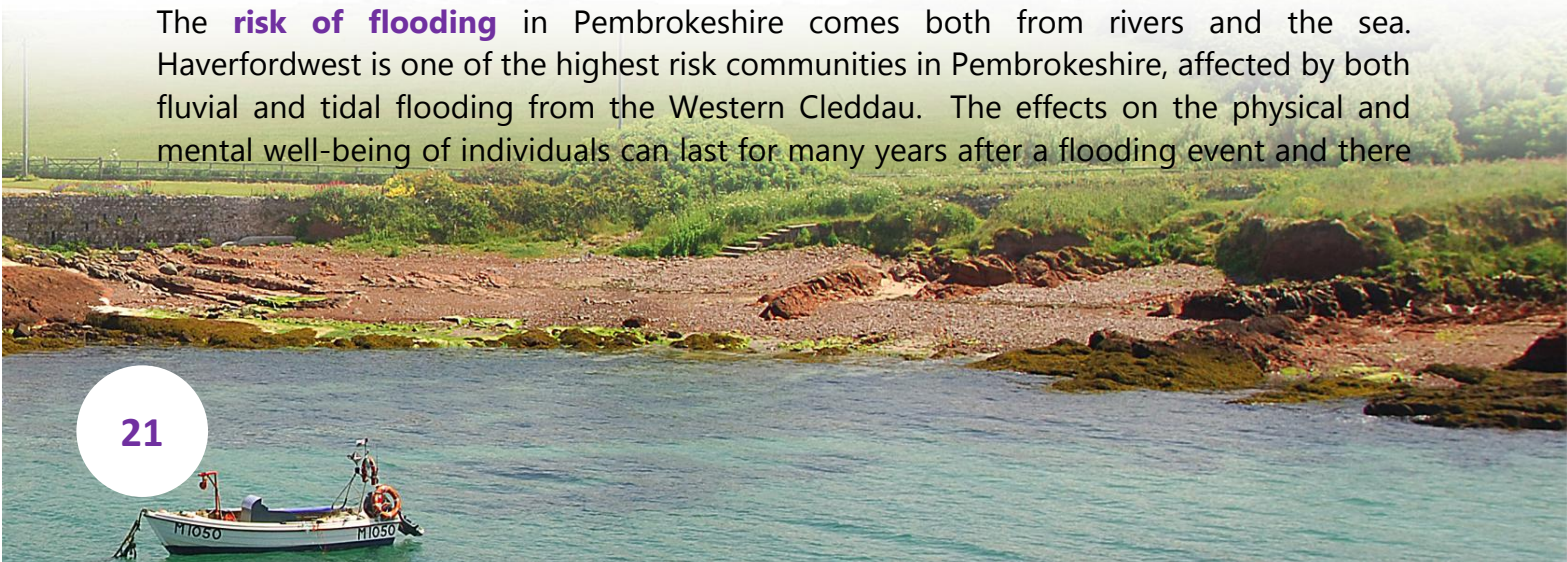 The risk of flooding in Pembrokeshire comes both from rivers and the sea.
Haverfordwest is one of the highest risk communities in Pembrokeshire, affected by both
fluvial and tidal flooding from the Western Cleddau. The effects on the physical and
mental well-being of individuals can last for many years after a flooding event and there
21
M1050
M1050